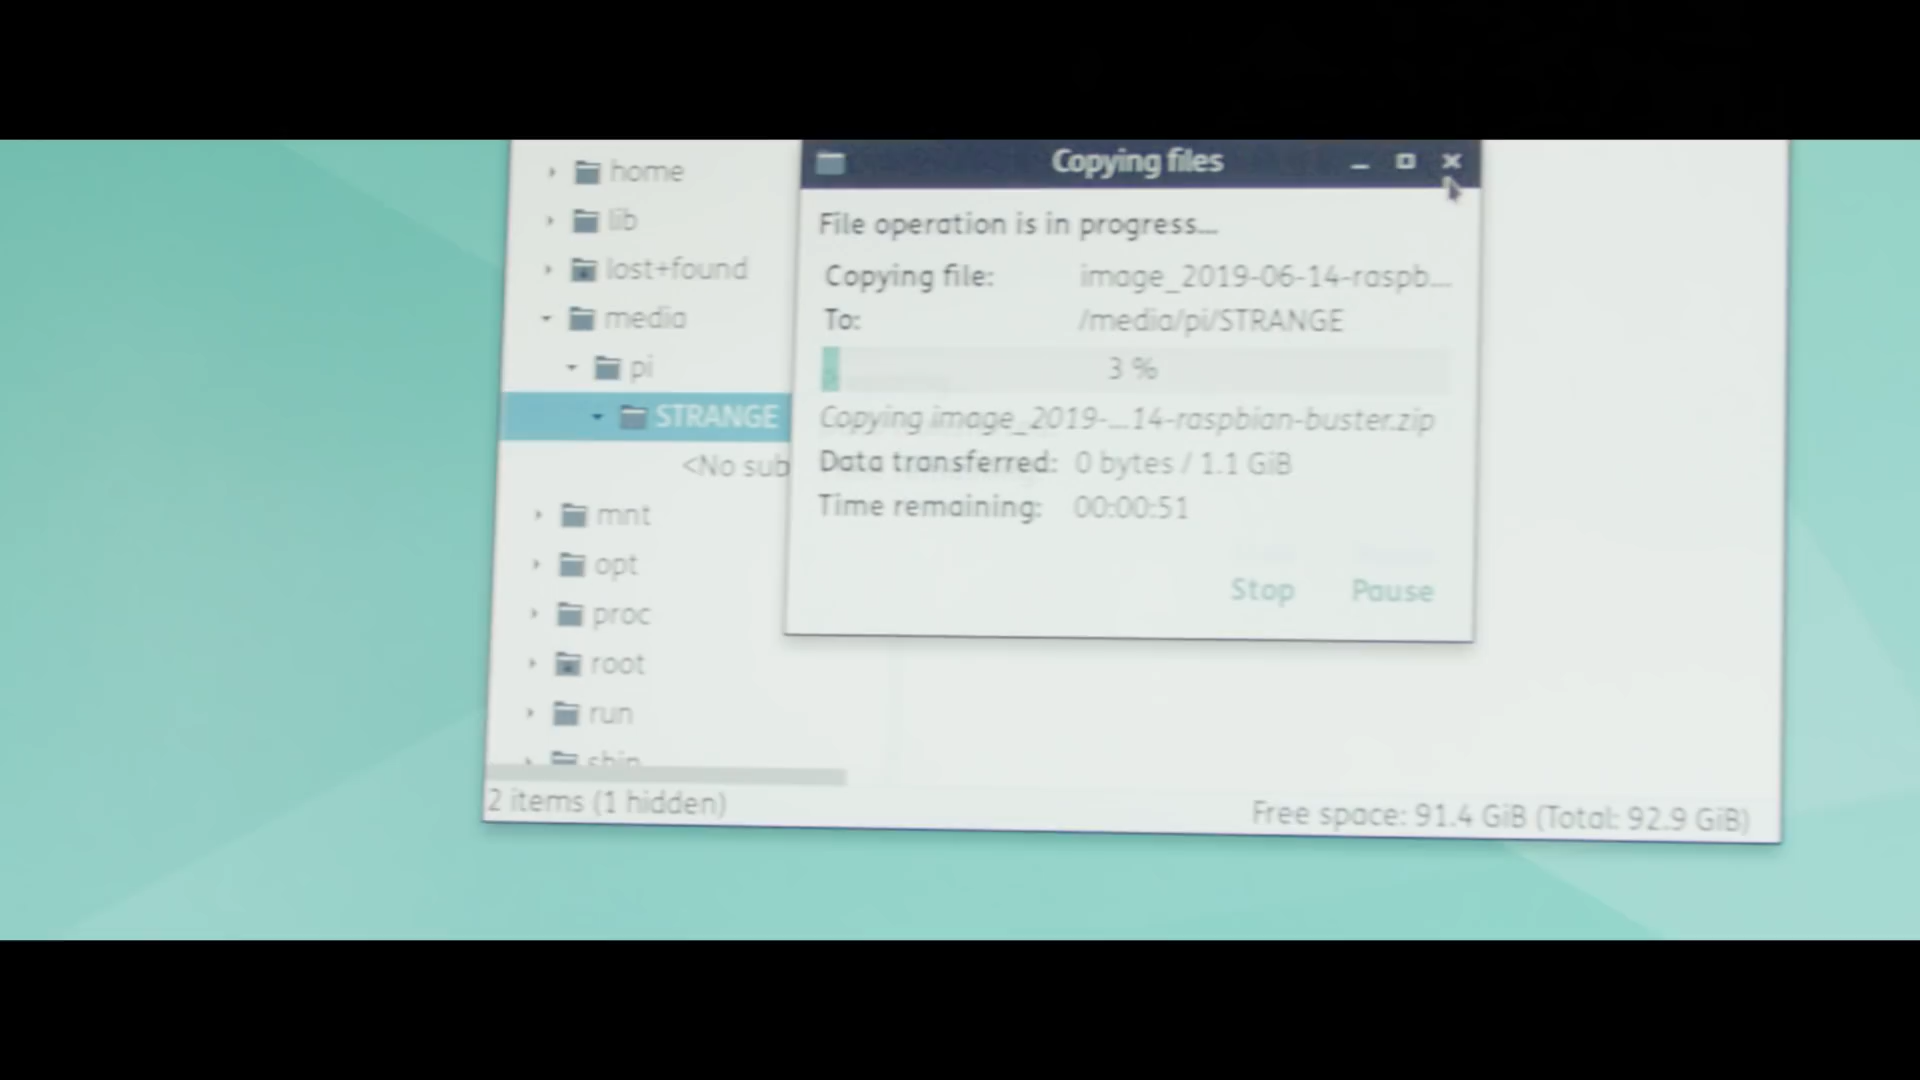 home
lib
lost+found
media
pi
STRANGE
<No sub
mnt
opt
proc
root
run
sbin
2 items (1 hidden)
Free space: 91.4 GiB (Total: 92.9 GiB)
Copying files
File operation is in progress...
Copying file: image_2019-06-14-raspb...
To: /media/pi/STRANGE
3 %
Copying image_2019-...14-raspbian-buster.zip
Data transferred: 0 bytes / 1.1 GiB
Time remaining: 00:00:51
Stop Pause